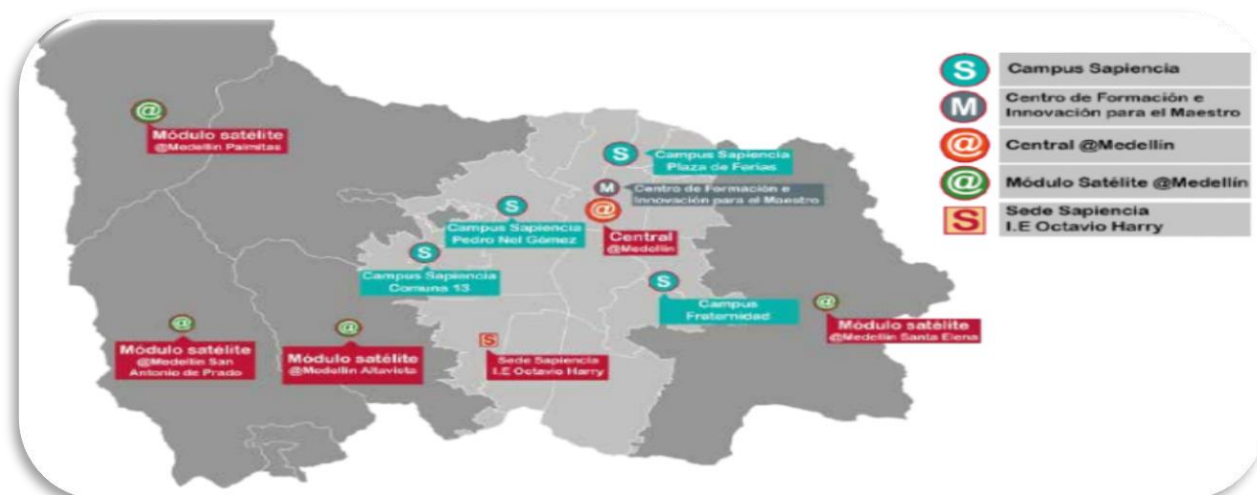 Módulo satélite
@Medellín Palmitas
S
Campus Sapiencia
Plaza de Ferias
M
Centro de Formación e
Innovación para el Maestro
@
Central
@Medellín
S
Campus Sapiencia
Pedro Nel Gómez
S
Campus Sapiencia
Comuna 13
S
Campus
Fraternidad
@
Módulo satélite
@Medellín Santa Elena
@
Módulo satélite
@Medellín San
Antonio de Prado
@
Módulo satélite
@Medellín Altavista
S
Sede Sapiencia
I.E Octavio Harry
@
S Campus Sapiencia
M Centro de Formación e
Innovación para el Maestro
@ Central @Medellín
@ Módulo Satélite @Medellín
S Sede Sapiencia
I.E Octavio Harry